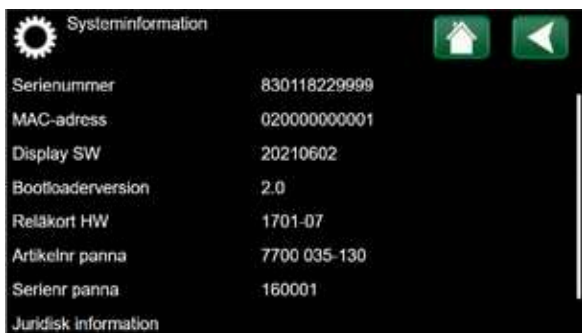 Systeminformation
Serienummer 830118229999
MAC-adress 020000000001
Display SW 20210602
Bootloaderversion 2.0
Reläkort HW 1701-07
Artikelnr panna 7700 035-130
Serienr panna 160001
Juridisk information